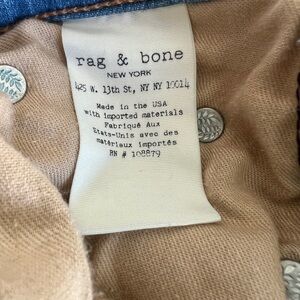 rag & bone
NEW YORK
425 W. 13th St, NY NY 10014
Made in the USA
with imported materials
Fabriqué Aux
Etats-Unis avec des
matériaux importés
RN # 108879